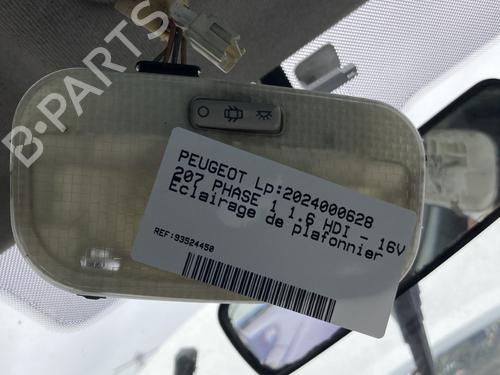 B-PARTS
PEUGEOT Lp:2024000628
207 PHASE 1 1.6 HDI - 16V
Eclairage de plafonnier
REF:93524450